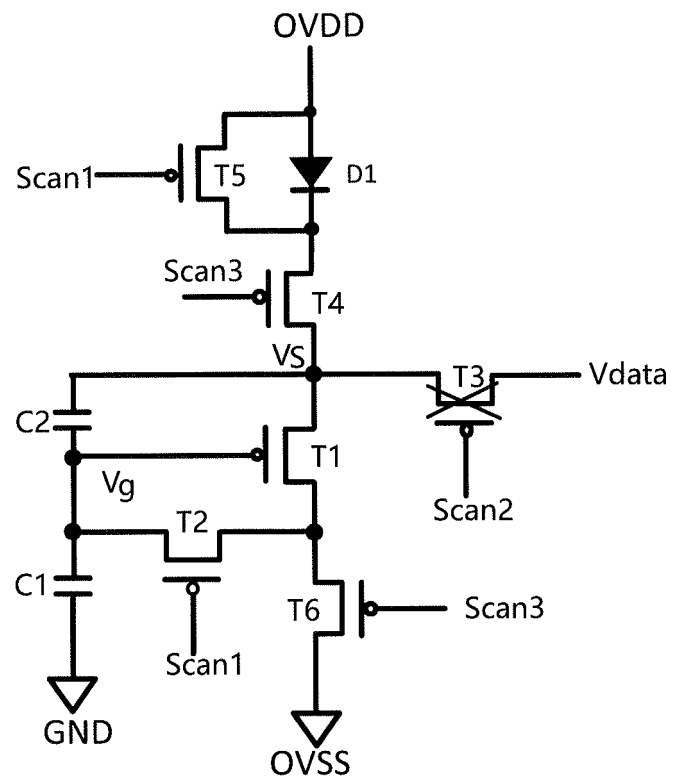 OVDD
Scan1
T5
D1
Scan3
T4
VS
T3
Vdata
C2
T1
Vg
Scan2
T2
C1
T6
Scan3
Scan1
GND
OVSS